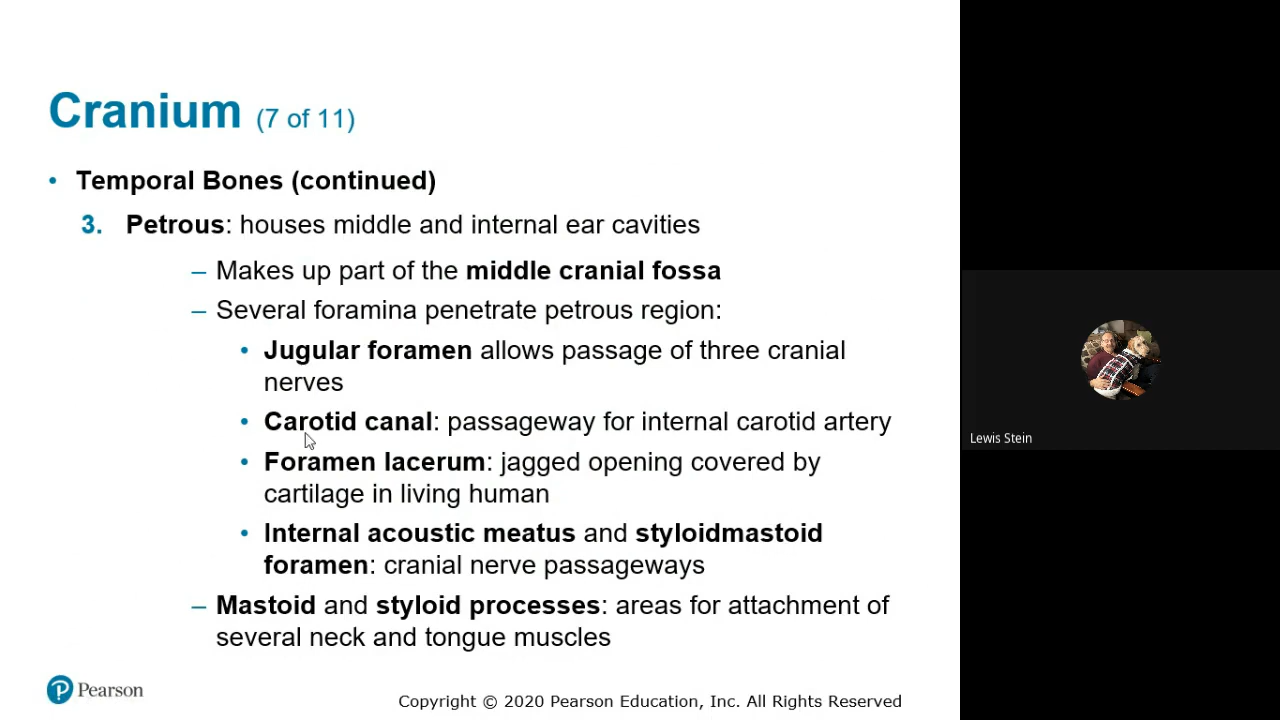 Cranium (7 of 11)
• Temporal Bones (continued)
3. Petrous: houses middle and internal ear cavities
– Makes up part of the middle cranial fossa
– Several foramina penetrate petrous region:
• Jugular foramen allows passage of three cranial
nerves
• Carotid canal: passageway for internal carotid artery
• Foramen lacerum: jagged opening covered by
cartilage in living human
• Internal acoustic meatus and styloidmastoid
foramen: cranial nerve passageways
– Mastoid and styloid processes: areas for attachment of
several neck and tongue muscles
Pearson
Copyright © 2020 Pearson Education, Inc. All Rights Reserved
Lewis Stein